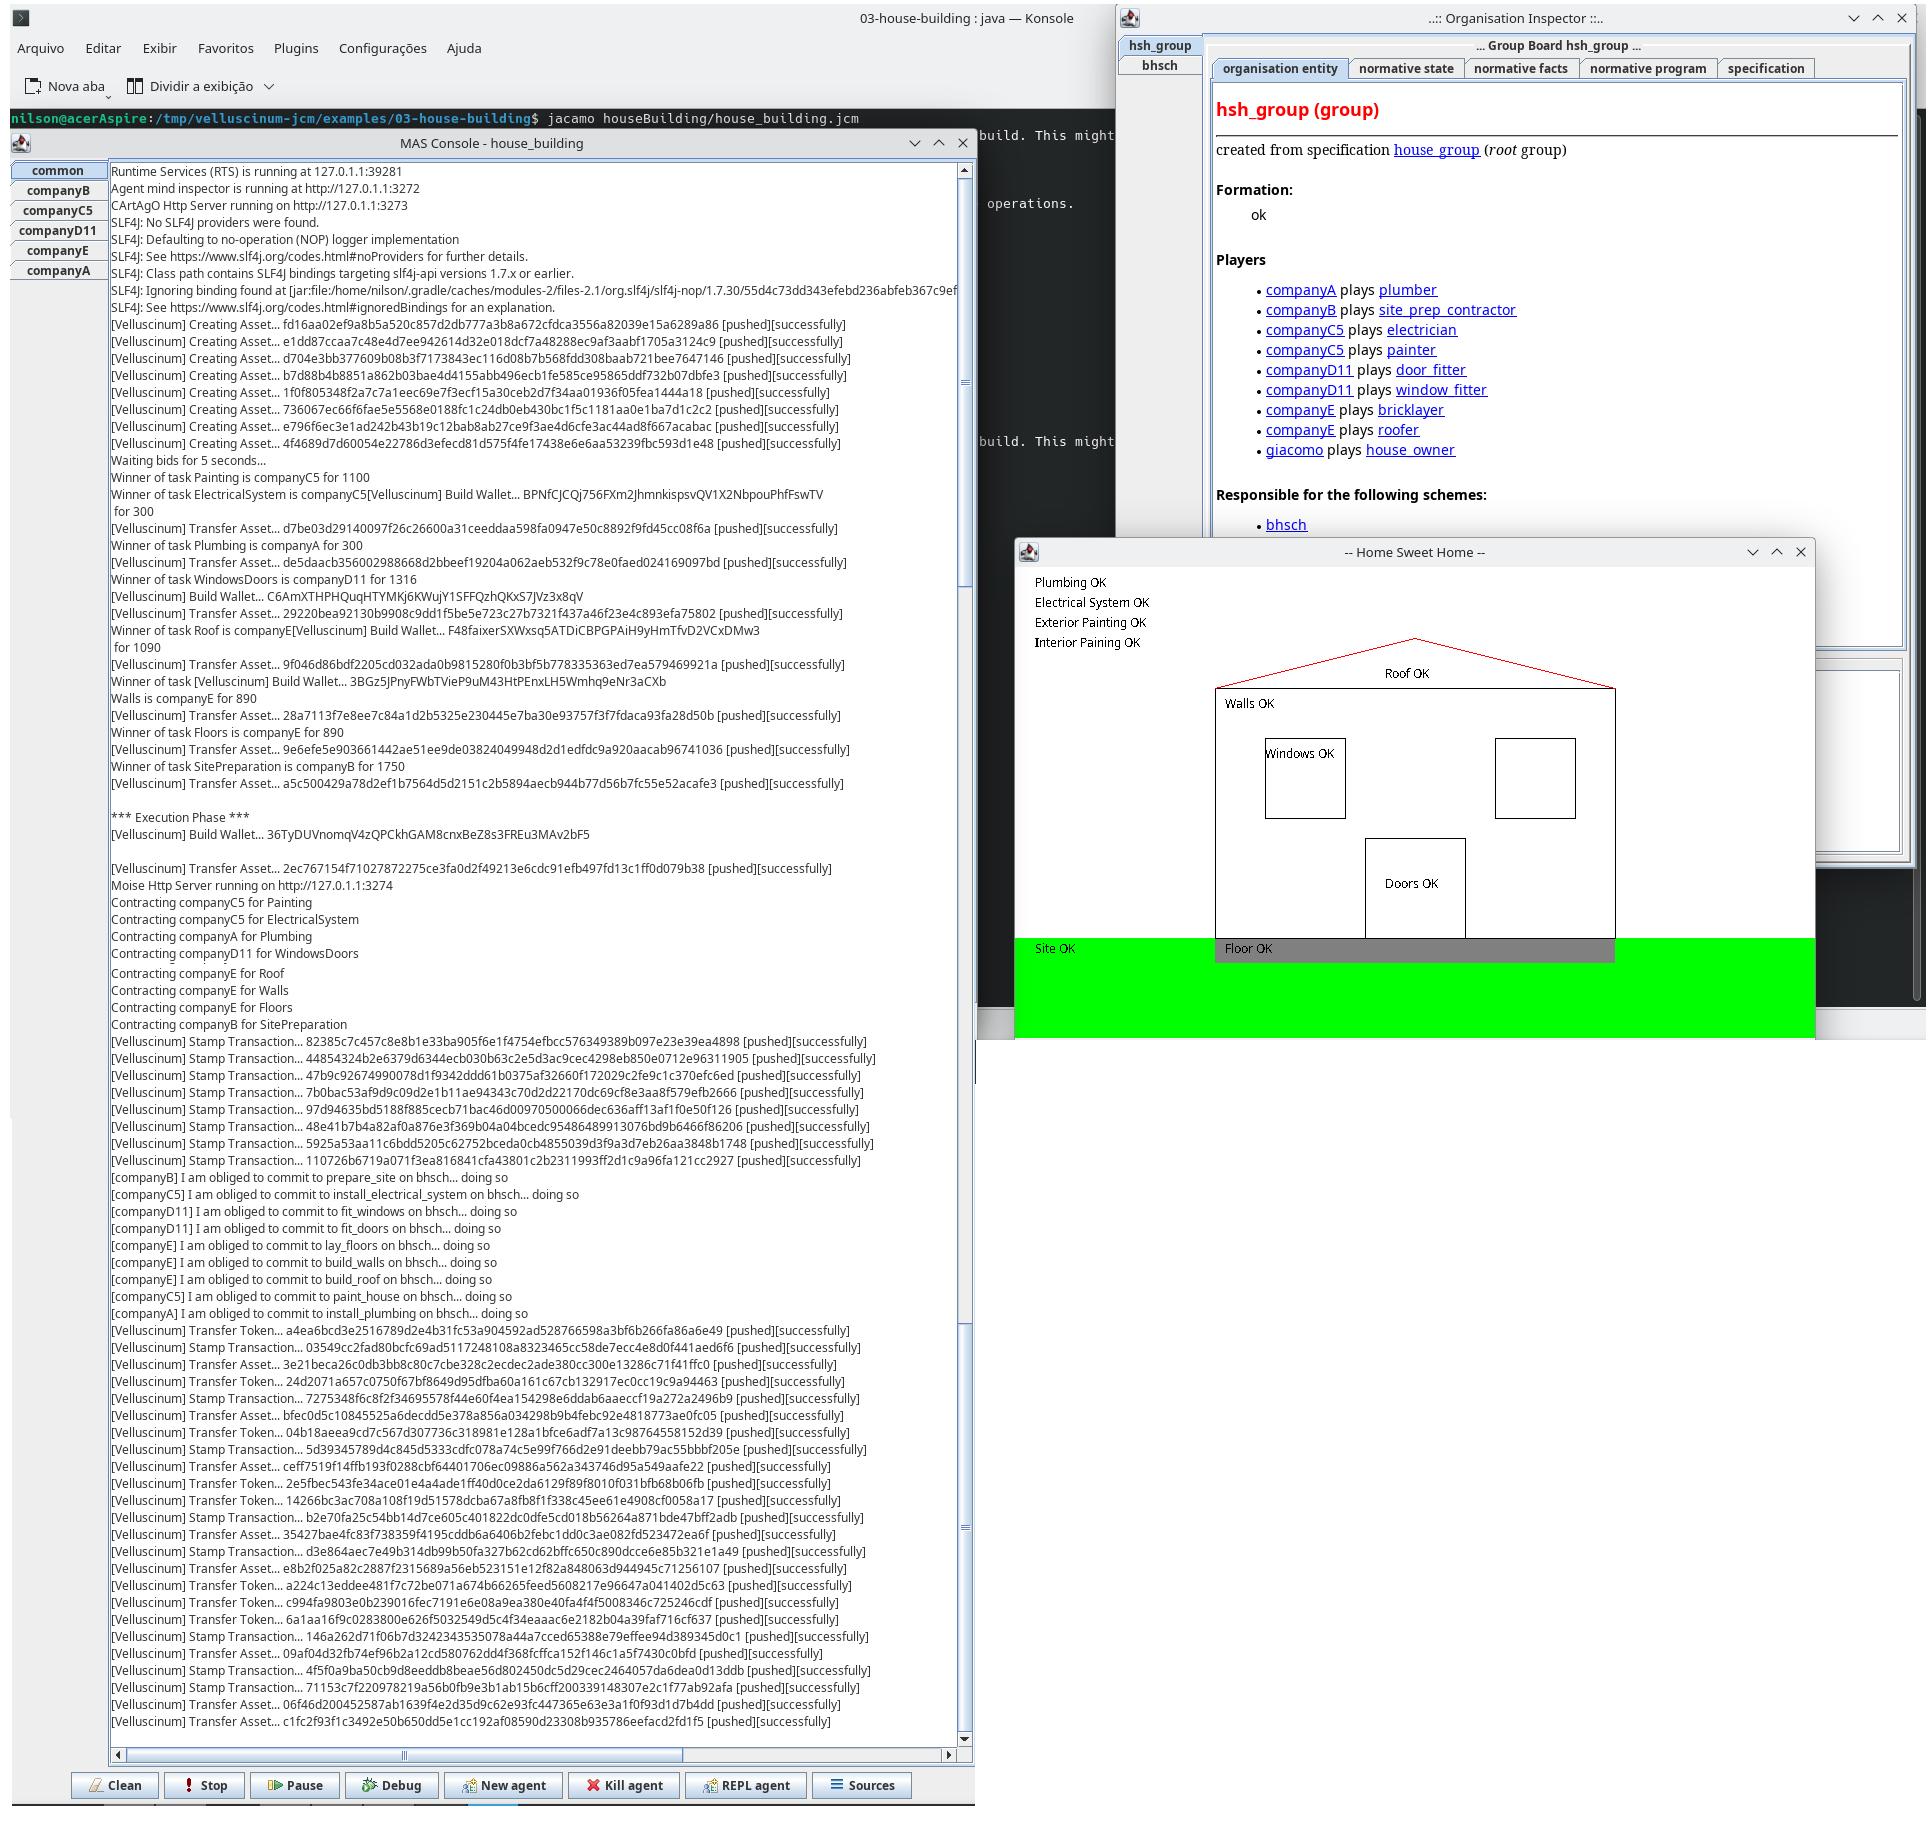 03-house-building : java — Konsole
Arquivo Editar Exibir Favoritos Plugins Configurações Ajuda
Nova aba Dividir a exibição
nilson@acerAspire:/tmp/velluscinum-jcm/examples/03-house-building$ jacamo houseBuilding/house_building.jcm
build. This might
operations.
build. This might
MAS Console - house_building
common
companyB
companyC5
companyD11
companyE
companyA
Runtime Services (RTS) is running at 127.0.1.1:39281
Agent mind inspector is running at http://127.0.1.1:3272
CArtAgO Http Server running on http://127.0.1.1:3273
SLF4J: No SLF4J providers were found.
SLF4J: Defaulting to no-operation (NOP) logger implementation
SLF4J: See https://www.slf4j.org/codes.html#noProviders for further details.
SLF4J: Class path contains SLF4J bindings targeting slf4j-api versions 1.7.x or earlier.
SLF4J: Ignoring binding found at [jar:file:/home/nilson/.gradle/caches/modules-2/files-2.1/org.slf4j/slf4j-nop/1.7.30/55d4c73dd343efebd236abfeb367c9ef
SLF4J: See https://www.slf4j.org/codes.html#ignoredBindings for an explanation.
[Velluscinum] Creating Asset... fd16aa02ef9a8b5a520c857d2db777a3b8a672cfdca3556a82039e15a6289a86 [pushed][successfully]
[Velluscinum] Creating Asset... e1dd87ccaa7c48e4d7ee942614d32e018dcf7a48288ec9af3aabf1705a3124c9 [pushed][successfully]
[Velluscinum] Creating Asset... d704e3bb377609b08b3f7173843ec116d08b7b568fdd308baab721bee7647146 [pushed][successfully]
[Velluscinum] Creating Asset... b7d88b4b8851a862b03bae4d4155abb496ecb1fe585ce95865ddf732b07dbfe3 [pushed][successfully]
[Velluscinum] Creating Asset... 1f0f805348f2a7c7a1eec69e7f3ecf15a30ceb2d7f34aa01936f05fea1444a18 [pushed][successfully]
[Velluscinum] Creating Asset... 736067ec66f6fae5e5568e0188fc1c24db0eb430bc1f5c1181aa0e1ba7d1c2c2 [pushed][successfully]
[Velluscinum] Creating Asset... e796f6ec3e1ad242b43b19c12bab8ab27ce9f3ae4d6cfe3ac44ad8f667acabac [pushed][successfully]
[Velluscinum] Creating Asset... 4f4689d7d60054e22786d3efecd81d575f4fe17438e6e6aa53239fbc593d1e48 [pushed][successfully]
Waiting bids for 5 seconds...
Winner of task Painting is companyC5 for 1100
Winner of task ElectricalSystem is companyC5[Velluscinum] Build Wallet... BPNfCJCQj756FXm2JhmnkispsvQV1X2NbpouPhfFswTV
for 300
[Velluscinum] Transfer Asset... d7be03d29140097f26c26600a31ceeddaa598fa0947e50c8892f9fd45cc08f6a [pushed][successfully]
Winner of task Plumbing is companyA for 300
[Velluscinum] Transfer Asset... de5daacb356002988668d2bbeef19204a062aeb532f9c78e0faed024169097bd [pushed][successfully]
Winner of task WindowsDoors is companyD11 for 1316
[Velluscinum] Build Wallet... C6AmXTHPHQuqHTYMKj6KWujY1SFFQzhQKxS7JVz3x8qV
[Velluscinum] Transfer Asset... 29220bea92130b9908c9dd1f5be5e723c27b7321f437a46f23e4c893efa75802 [pushed][successfully]
Winner of task Roof is companyE[Velluscinum] Build Wallet... F48faixerSXWxsq5ATDiCBPGPAiH9yHmTfvD2VCxDMw3
for 1090
[Velluscinum] Transfer Asset... 9f046d86bdf2205cd032ada0b9815280f0b3bf5b778335363ed7ea579469921a [pushed][successfully]
Winner of task [Velluscinum] Build Wallet... 3BGz5JPnyFWbTVieP9uM43HtPEnxLH5Wmhq9eNr3aCXb
Walls is companyE for 890
[Velluscinum] Transfer Asset... 28a7113f7e8ee7c84a1d2b5325e230445e7ba30e93757f3f7fdaca93fa28d50b [pushed][successfully]
Winner of task Floors is companyE for 890
[Velluscinum] Transfer Asset... 9e6efe5e903661442ae51ee9de03824049948d2d1edfdc9a920aacab96741036 [pushed][successfully]
Winner of task SitePreparation is companyB for 1750
[Velluscinum] Transfer Asset... a5c500429a78d2ef1b7564d5d2151c2b5894aecb944b77d56b7fc55e52acafe3 [pushed][successfully]
*** Execution Phase ***
[Velluscinum] Build Wallet... 36TyDUVnomqV4zQPCkhGAM8cnxBeZ8s3FREu3MAv2bF5
[Velluscinum] Transfer Asset... 2ec767154f71027872275ce3fa0d2f49213e6cdc91efb497fd13c1ff0d079b38 [pushed][successfully]
Moise Http Server running on http://127.0.1.1:3274
Contracting companyC5 for Painting
Contracting companyC5 for ElectricalSystem
Contracting companyA for Plumbing
Contracting companyD11 for WindowsDoors
Contracting companyE for Roof
Contracting companyE for Walls
Contracting companyE for Floors
Contracting companyB for SitePreparation
[Velluscinum] Stamp Transaction... 82385c7c457c8e8b1e33ba905f6e1f4754efbcc576349389b097e23e39ea4898 [pushed][successfully]
[Velluscinum] Stamp Transaction... 44854324b2e6379d6344ecb030b63c2e5d3ac9cec4298eb850e0712e96311905 [pushed][successfully]
[Velluscinum] Stamp Transaction... 47b9c92674990078d1f9342ddd61b0375af32660f172029c2fe9c1c370efc6ed [pushed][successfully]
[Velluscinum] Stamp Transaction... 7b0bac53af9d9c09d2e1b11ae94343c70d2d22170dc69cf8e3aa8f579efb2666 [pushed][successfully]
[Velluscinum] Stamp Transaction... 97d94635bd5188f885cecb71bac46d00970500066dec636aff13af1f0e50f126 [pushed][successfully]
[Velluscinum] Stamp Transaction... 48e41b7b4a82af0a876e3f369b04a04bcedc95486489913076bd9b6466f86206 [pushed][successfully]
[Velluscinum] Stamp Transaction... 5925a53aa11c6bdd5205c62752bceda0cb4855039d3f9a3d7eb26aa3848b1748 [pushed][successfully]
[Velluscinum] Stamp Transaction... 110726b6719a071f3ea816841cfa43801c2b2311993ff2d1c9a96fa121cc2927 [pushed][successfully]
[companyB] I am obliged to commit to prepare_site on bhsch... doing so
[companyC5] I am obliged to commit to install_electrical_system on bhsch... doing so
[companyD11] I am obliged to commit to fit_windows on bhsch... doing so
[companyD11] I am obliged to commit to fit_doors on bhsch... doing so
[companyE] I am obliged to commit to lay_floors on bhsch... doing so
[companyE] I am obliged to commit to build_walls on bhsch... doing so
[companyE] I am obliged to commit to build_roof on bhsch... doing so
[companyC5] I am obliged to commit to paint_house on bhsch... doing so
[companyA] I am obliged to commit to install_plumbing on bhsch... doing so
[Velluscinum] Transfer Token... a4ea6bcd3e2516789d2e4b31fc53a904592ad528766598a3bf6b266fa86a6e49 [pushed][successfully]
[Velluscinum] Stamp Transaction... 03549cc2fad80bcfc69ad5117248108a8323465cc58de7ecc4e8d0f441aed6f6 [pushed][successfully]
[Velluscinum] Transfer Asset... 3e21beca26c0db3bb8c80c7cbe328c2ecdec2ade380cc300e13286c71f41ffc0 [pushed][successfully]
[Velluscinum] Transfer Token... 24d2071a657c0750f67bf8649d95dfba60a161c67cb132917ec0cc19c9a94463 [pushed][successfully]
[Velluscinum] Stamp Transaction... 7275348f6c8f2f34695578f44e60f4ea154298e6ddab6aaeccf19a272a2496b9 [pushed][successfully]
[Velluscinum] Transfer Asset... bfec0d5c10845525a6decdd5e378a856a034298b9b4febc92e4818773ae0fc05 [pushed][successfully]
[Velluscinum] Transfer Token... 04b18aeea9cd7c567d307736c318981e128a1bfce6adf7a13c98764558152d39 [pushed][successfully]
[Velluscinum] Stamp Transaction... 5d39345789d4c845d5333cdfc078a74c5e99f766d2e91deebb79ac55bbbf205e [pushed][successfully]
[Velluscinum] Transfer Asset... ceff7519f14ffb193f0288cbf64401706ec09886a562a343746d95a549aafe22 [pushed][successfully]
[Velluscinum] Transfer Token... 2e5fbec543fe34ace01e4a4ade1ff40d0ce2da6129f89f8010f031bfb68b06fb [pushed][successfully]
[Velluscinum] Transfer Token... 14266bc3ac708a108f19d51578dcba67a8fb8f1f338c45ee61e4908cf0058a17 [pushed][successfully]
[Velluscinum] Stamp Transaction... b2e70fa25c54bb14d7ce605c401822dc0dfe5cd018b56264a871bde47bff2adb [pushed][successfully]
[Velluscinum] Transfer Asset... 35427bae4fc83f738359f4195cddb6a6406b2febc1dd0c3ae082fd523472ea6f [pushed][successfully]
[Velluscinum] Stamp Transaction... d3e864aec7e49b314db99b50fa327b62cd62bffc650c890dcce6e85b321e1a49 [pushed][successfully]
[Velluscinum] Transfer Asset... e8b2f025a82c2887f2315689a56eb523151e12f82a848063d944945c71256107 [pushed][successfully]
[Velluscinum] Transfer Token... a224c13eddee481f7c72be071a674b66265feed5608217e96647a041402d5c63 [pushed][successfully]
[Velluscinum] Transfer Token... c994fa9803e0b239016fec7191e6e08a9ea380e40fa4f4f5008346c725246cdf [pushed][successfully]
[Velluscinum] Transfer Token... 6a1aa16f9c0283800e626f5032549d5c4f34eaaac6e2182b04a39faf716cf637 [pushed][successfully]
[Velluscinum] Stamp Transaction... 146a262d71f06b7d3242343535078a44a7cced65388e79effee94d389345d0c1 [pushed][successfully]
[Velluscinum] Transfer Asset... 09af04d32fb74ef96b2a12cd580762dd4f368fcffca152f146c1a5f7430c0bfd [pushed][successfully]
[Velluscinum] Stamp Transaction... 4f5f0a9ba50cb9d8eeddb8beae56d802450dc5d29cec2464057da6dea0d13ddb [pushed][successfully]
[Velluscinum] Stamp Transaction... 71153c7f220978219a56b0fb9e3b1ab15b6cff200339148307e2c1f77ab92afa [pushed][successfully]
[Velluscinum] Transfer Asset... 06f46d200452587ab1639f4e2d35d9c62e93fc447365e63e3a1f0f93d1d7b4dd [pushed][successfully]
[Velluscinum] Transfer Asset... c1fc2f93f1c3492e50b650dd5e1cc192af08590d23308b935786eefacd2fd1f5 [pushed][successfully]
Clean Stop Pause Debug New agent Kill agent REPL agent Sources
..:: Organisation Inspector ::..
hsh_group
bhsch
... Group Board hsh_group ...
organisation entity normative state normative facts normative program specification
hsh_group (group)
created from specification house_group (root group)
Formation:
ok
Players
• companyA plays plumber
• companyB plays site_prep_contractor
• companyC5 plays electrician
• companyC5 plays painter
• companyD11 plays door_fitter
• companyD11 plays window_fitter
• companyE plays bricklayer
• companyE plays roofer
• giacomo plays house_owner
Responsible for the following schemes:
• bhsch
-- Home Sweet Home --
Plumbing OK
Electrical System OK
Exterior Painting OK
Interior Paining OK
Roof OK
Walls OK
Windows OK
Doors OK
Site OK
Floor OK